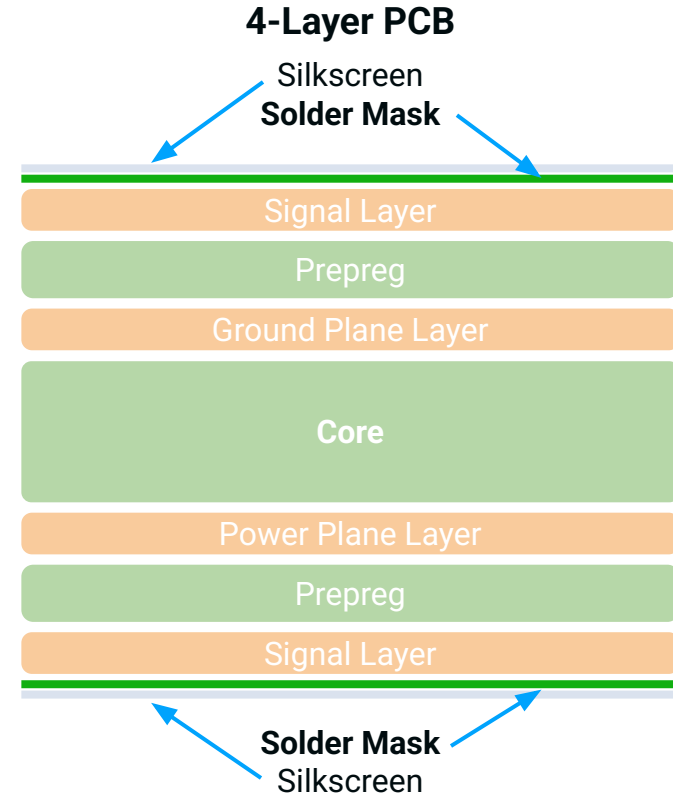 4-Layer PCB
Silkscreen
Solder Mask
Signal Layer
Prepreg
Ground Plane Layer
Core
Power Plane Layer
Prepreg
Signal Layer
Solder Mask
Silkscreen